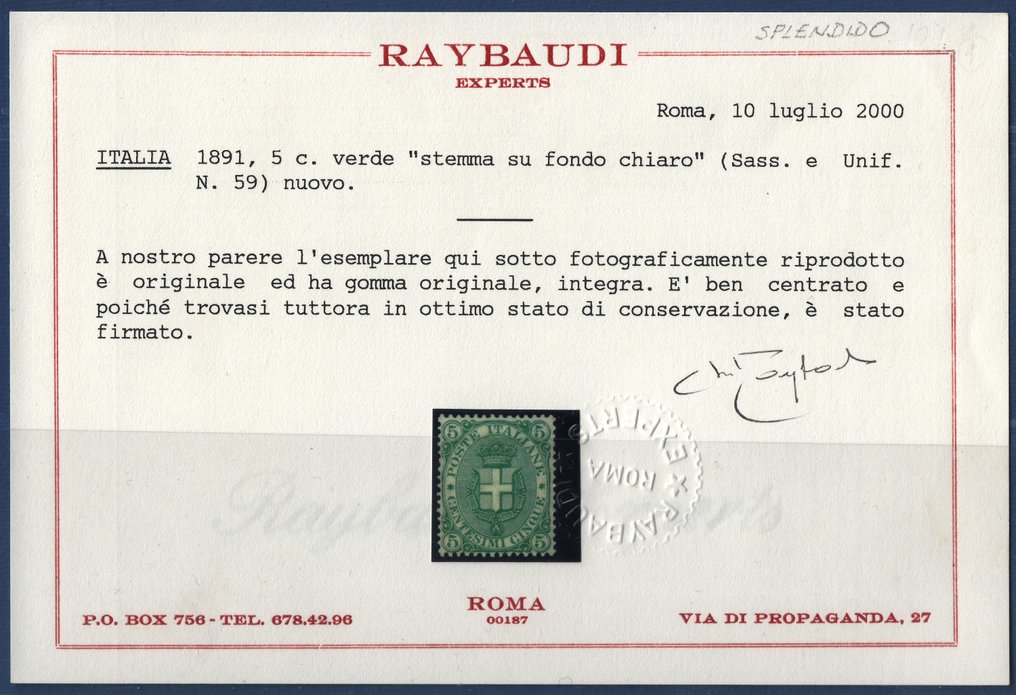 SPLENDIDO
RAYBAUDI
EXPERTS
Roma, 10 luglio 2000
ITALIA 1891, 5 c. verde "stemma su fondo chiaro" (Sass. e Unif.
N. 59) nuovo.
A nostro parere l'esemplare qui sotto fotograficamente riprodotto
è originale ed ha gomma originale, integra. E' ben centrato e
poiché trovasi tuttora in ottimo stato di conservazione, è stato
firmato.
5 POSTE ITALIANE 5
5 CENTESIMI CINQUE 5
RAYBAUDI EXPERTS
ROMA
Raybaudi Experts
ROMA
00187
P.O. BOX 756 - TEL. 678.42.96
VIA DI PROPAGANDA, 27